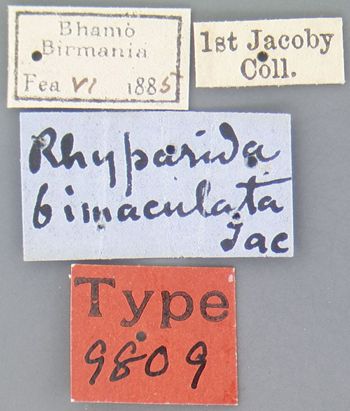 Bhamò
Birmania
Fea VI 1885
1st Jacoby
Coll.
Rhyparida
bimaculata
Jac
Type
9809